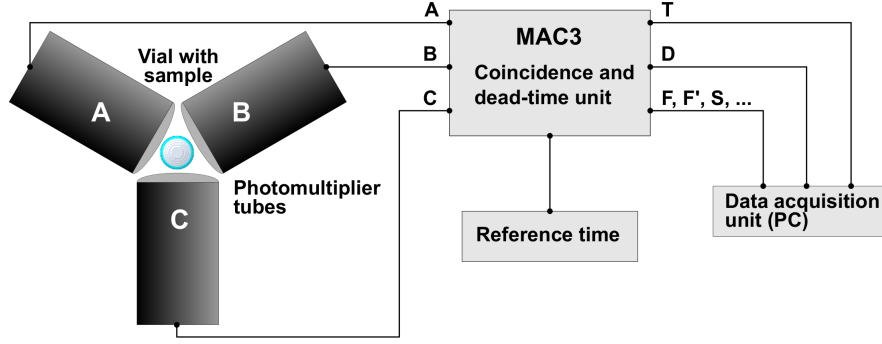 A
T
MAC3
Vial with
sample
B
D
Coincidence and
dead-time unit
A
B
C
F, F', S, ...
Photomultiplier
tubes
C
Data acquisition
unit (PC)
Reference time